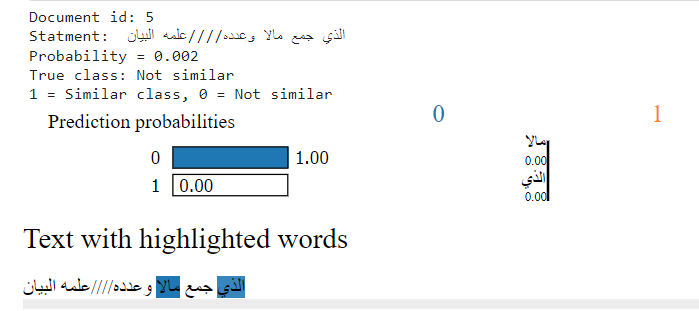 Document id: 5
Statment: الذي جمع مالا وعدده////علمه البيان
Probability = 0.002
True class: Not similar
1 = Similar class, 0 = Not similar
Prediction probabilities
0 1.00
1 0.00
0 1
مالا
0.00
الذي
0.00
Text with highlighted words
الذي جمع مالا وعدده////علمه البيان